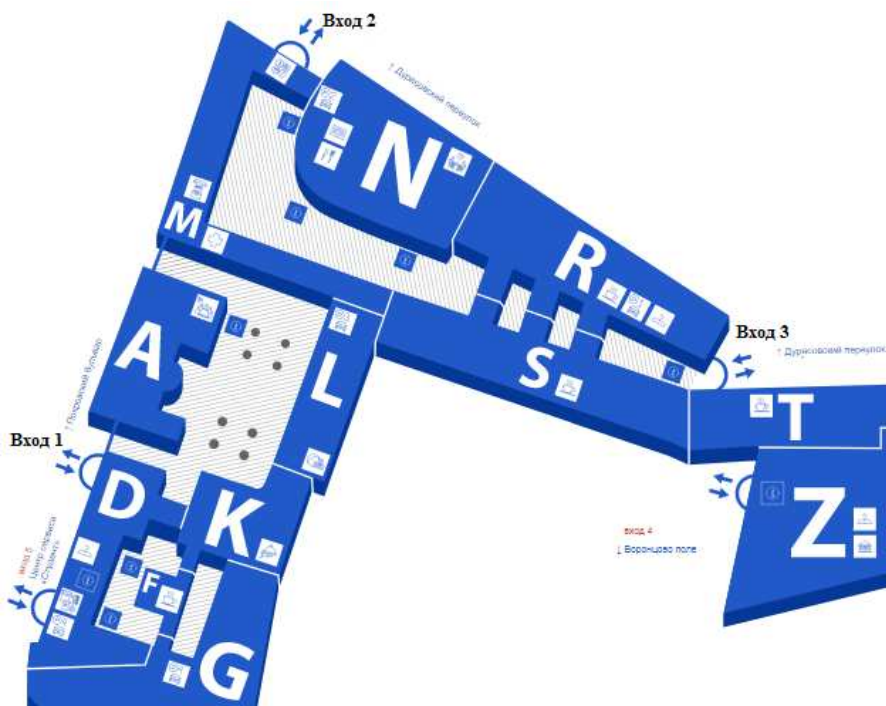 Вход 2
↑ Дурасовский переулок
N
M
R
Вход 3
↑ Дурасовский переулок
A
L
S
↑ Покровский бульвар
T
Вход 1
D
K
Z
вход 5
Центр сервиса
«Студент»
вход 4
↓ Воронцово поле
F
G